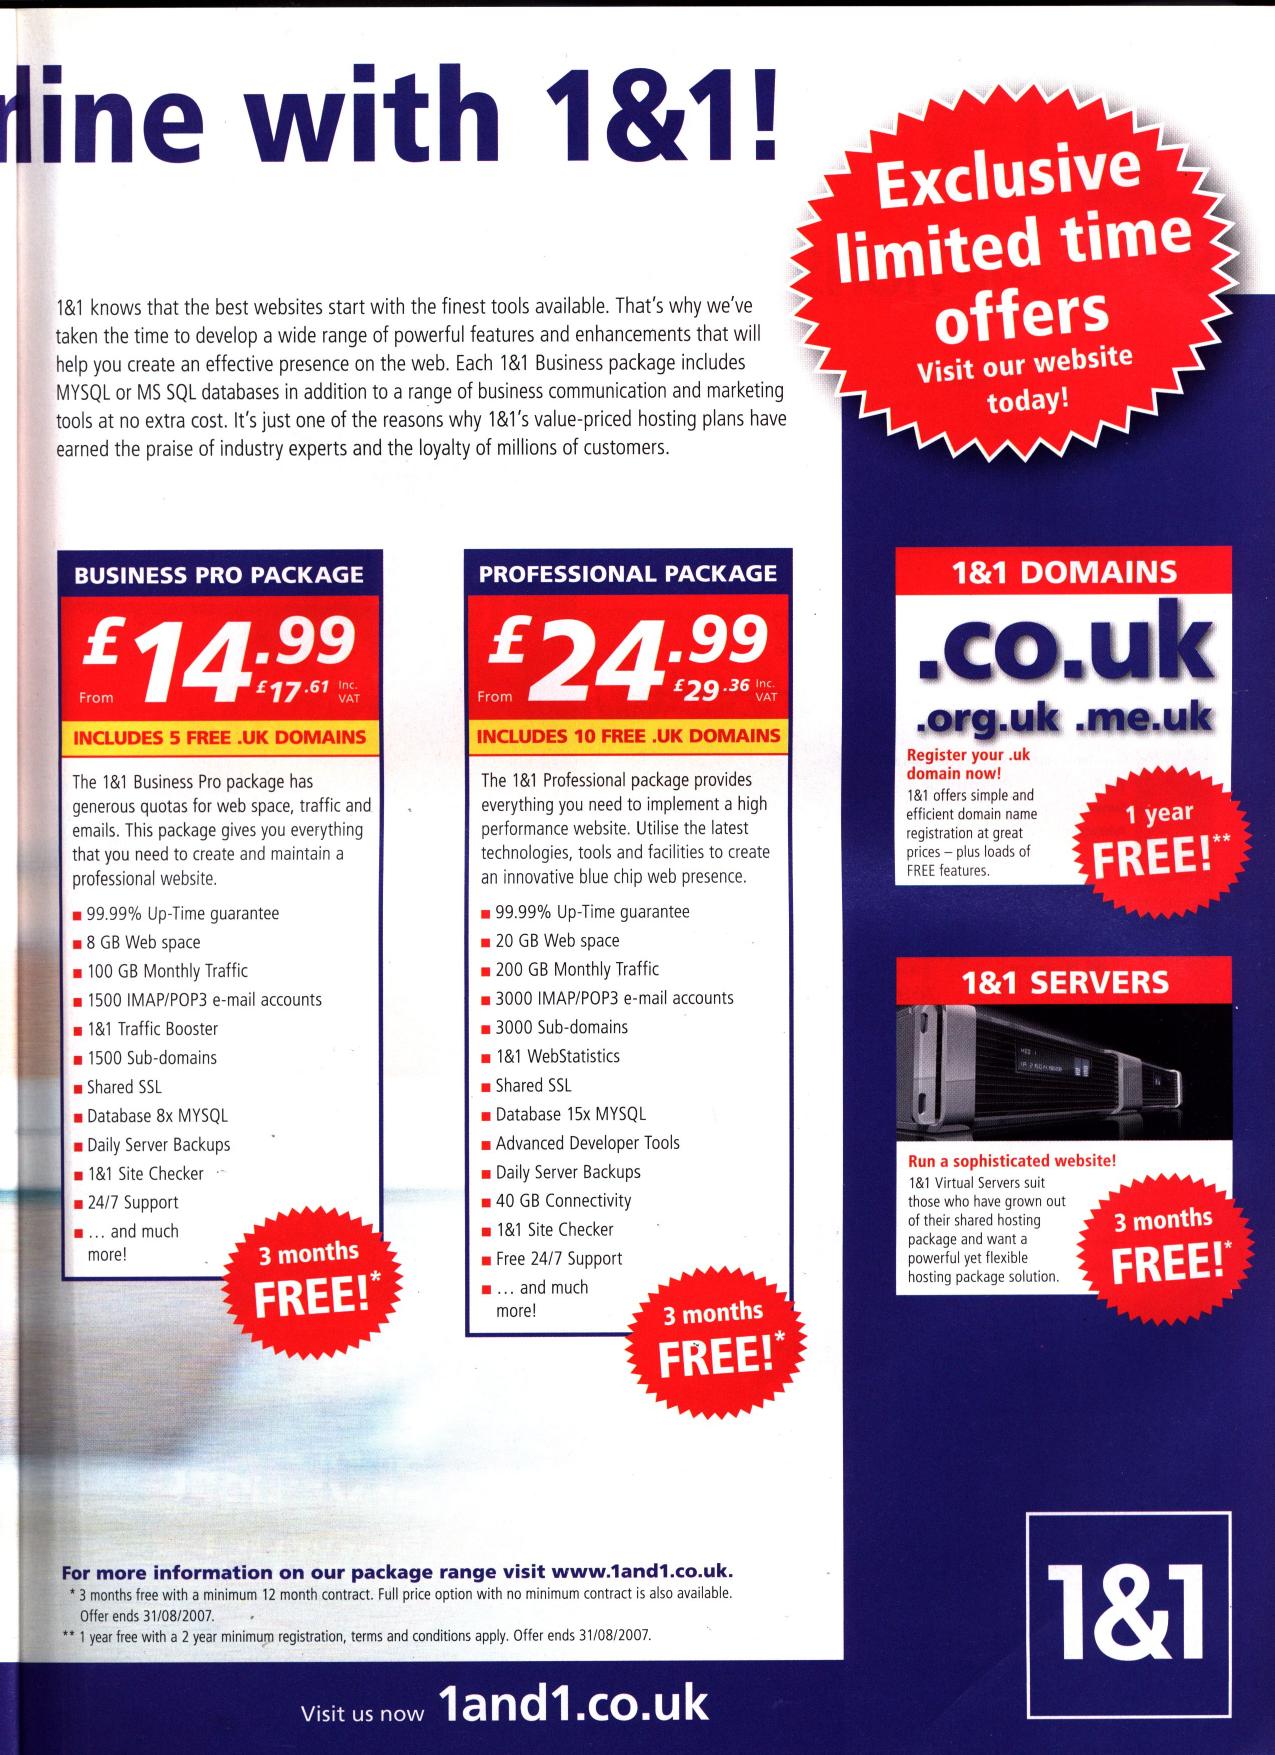 line with 1&1!
Exclusive
limited time
offers
Visit our website
today!
1&1 knows that the best websites start with the finest tools available. That's why we've
taken the time to develop a wide range of powerful features and enhancements that will
help you create an effective presence on the web. Each 1&1 Business package includes
MYSQL or MS SQL databases in addition to a range of business communication and marketing
tools at no extra cost. It's just one of the reasons why 1&1's value-priced hosting plans have
earned the praise of industry experts and the loyalty of millions of customers.
BUSINESS PRO PACKAGE
From £14.99
£17.61 Inc. VAT
INCLUDES 5 FREE .UK DOMAINS
The 1&1 Business Pro package has
generous quotas for web space, traffic and
emails. This package gives you everything
that you need to create and maintain a
professional website.
■ 99.99% Up-Time guarantee
■ 8 GB Web space
■ 100 GB Monthly Traffic
■ 1500 IMAP/POP3 e-mail accounts
■ 1&1 Traffic Booster
■ 1500 Sub-domains
■ Shared SSL
■ Database 8x MYSQL
■ Daily Server Backups
■ 1&1 Site Checker
■ 24/7 Support
■ ... and much
more!
3 months
FREE!*
PROFESSIONAL PACKAGE
From £24.99
£29.36 Inc. VAT
INCLUDES 10 FREE .UK DOMAINS
The 1&1 Professional package provides
everything you need to implement a high
performance website. Utilise the latest
technologies, tools and facilities to create
an innovative blue chip web presence.
■ 99.99% Up-Time guarantee
■ 20 GB Web space
■ 200 GB Monthly Traffic
■ 3000 IMAP/POP3 e-mail accounts
■ 3000 Sub-domains
■ 1&1 WebStatistics
■ Shared SSL
■ Database 15x MYSQL
■ Advanced Developer Tools
■ Daily Server Backups
■ 40 GB Connectivity
■ 1&1 Site Checker
■ Free 24/7 Support
■ ... and much
more!
3 months
FREE!*
1&1 DOMAINS
.co.uk
.org.uk .me.uk
Register your .uk
domain now!
1&1 offers simple and
efficient domain name
registration at great
prices – plus loads of
FREE features.
1 year
FREE!**
1&1 SERVERS
Run a sophisticated website!
1&1 Virtual Servers suit
those who have grown out
of their shared hosting
package and want a
powerful yet flexible
hosting package solution.
3 months
FREE!*
For more information on our package range visit www.1and1.co.uk.
* 3 months free with a minimum 12 month contract. Full price option with no minimum contract is also available.
Offer ends 31/08/2007.
** 1 year free with a 2 year minimum registration, terms and conditions apply. Offer ends 31/08/2007.
Visit us now 1and1.co.uk
1&1